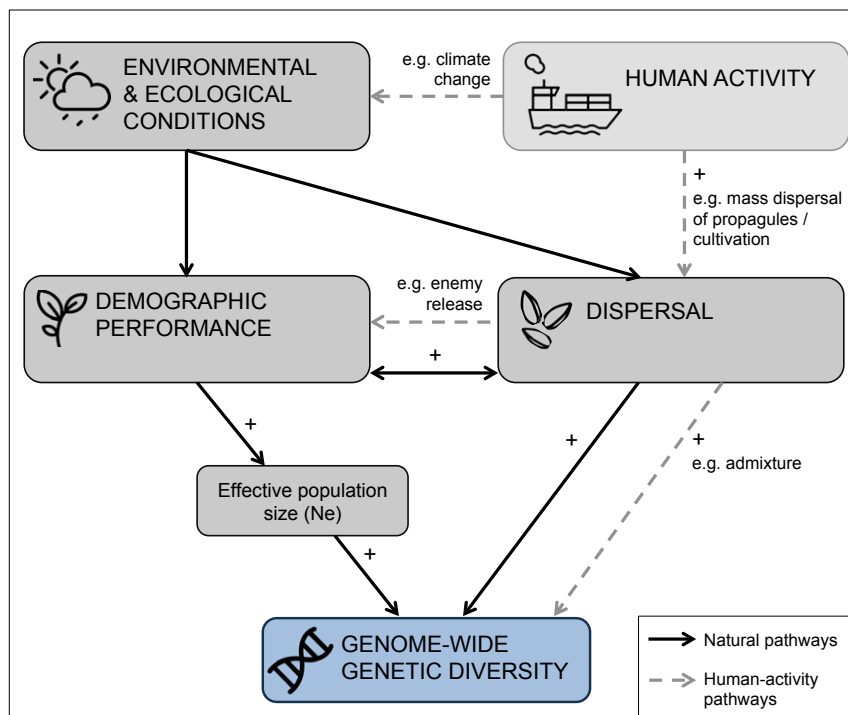 ENVIRONMENTAL
& ECOLOGICAL
CONDITIONS
e.g. climate
change
HUMAN ACTIVITY
+
e.g. mass dispersal
of propagules /
cultivation
DEMOGRAPHIC
PERFORMANCE
e.g. enemy
release
DISPERSAL
+
+
+
+
e.g. admixture
Effective population
size (Ne)
+
GENOME-WIDE
GENETIC DIVERSITY
Natural pathways
Human-activity
pathways